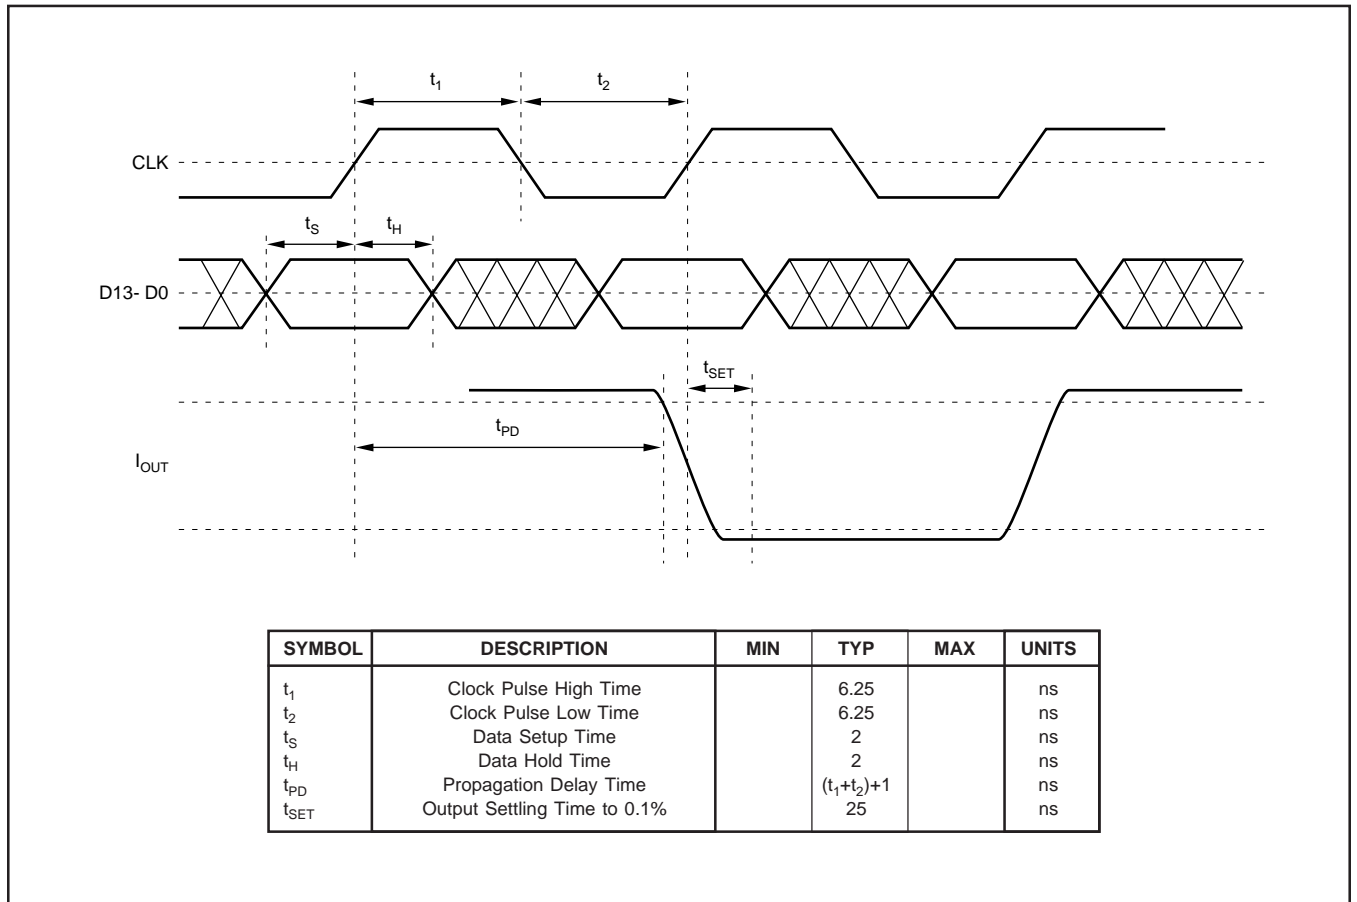 t₁ t₂
CLK
tS tH
D13- D0
tSET
tPD
IOUT
SYMBOL DESCRIPTION MIN TYP MAX UNITS
t₁ Clock Pulse High Time 6.25 ns
t₂ Clock Pulse Low Time 6.25 ns
tS Data Setup Time 2 ns
tH Data Hold Time 2 ns
tPD Propagation Delay Time (t₁+t₂)+1 ns
tSET Output Settling Time to 0.1% 25 ns